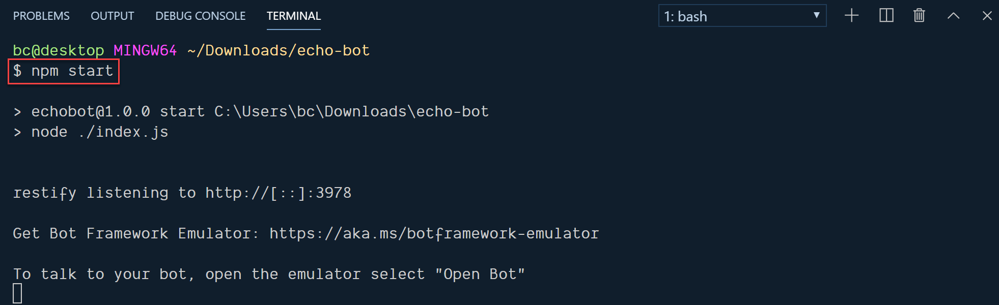 PROBLEMS OUTPUT DEBUG CONSOLE TERMINAL 1: bash
bc@desktop MINGW64 ~/Downloads/echo-bot
$ npm start
> echobot@1.0.0 start C:\Users\bc\Downloads\echo-bot
> node ./index.js
restify listening to http://[::]:3978
Get Bot Framework Emulator: https://aka.ms/botframework-emulator
To talk to your bot, open the emulator select "Open Bot"